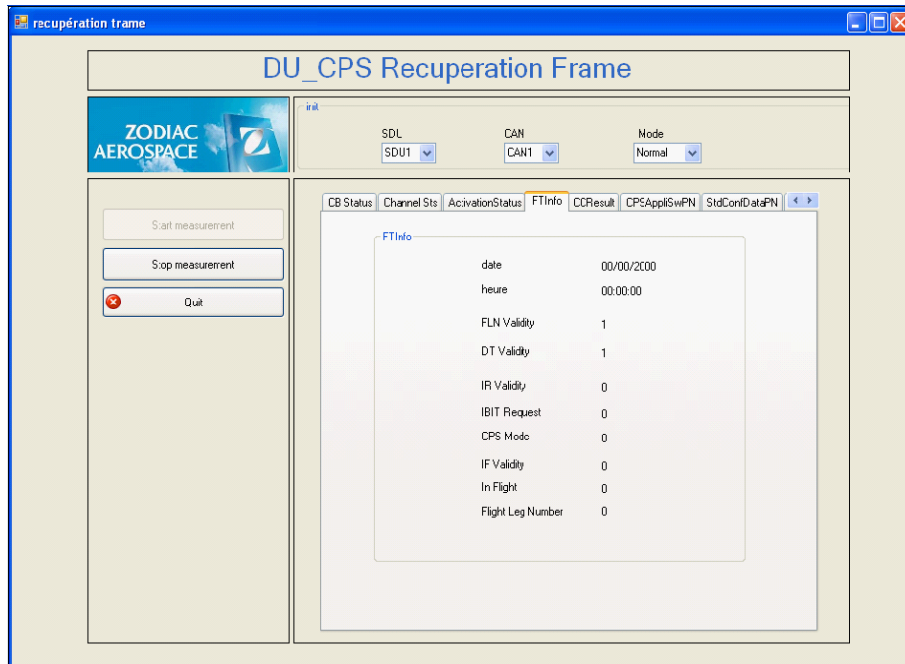 recupération trame
DU_CPS Recuperation Frame
ZODIAC
AEROSPACE
init
SDL CAN Mode
SDU1 CAN1 Normal
Start measurement
Stop measurement
Quit
CB Status Channel Sts ActivationStatus FTInfo CCResult CPSAppliSwPN StdConfDataPN
FTInfo
date 00/00/2000
heure 00:00:00
FLN Validity 1
DT Validity 1
IR Validity 0
IBIT Request 0
CPS Mode 0
IF Validity 0
In Flight 0
Flight Leg Number 0